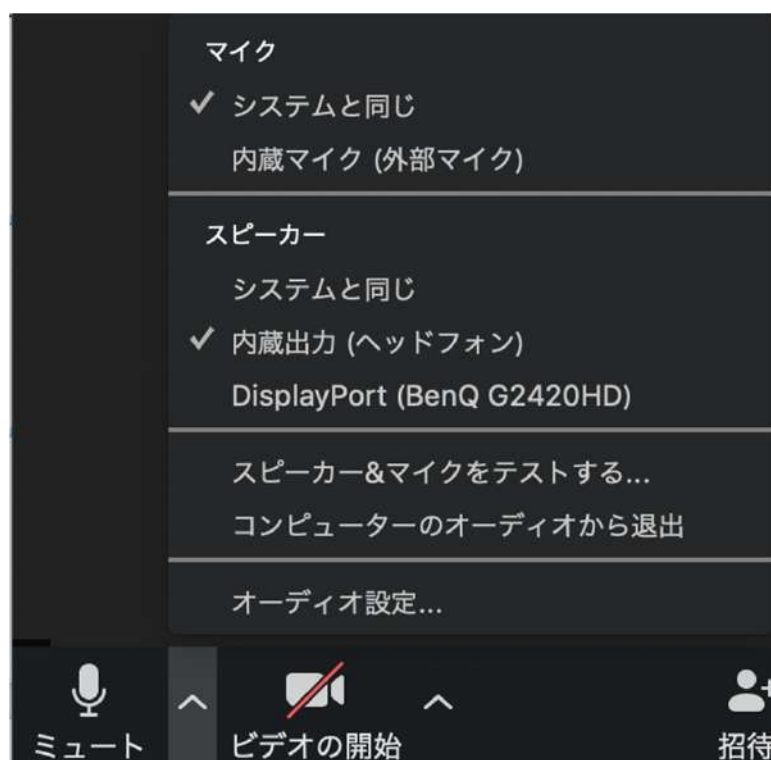 マイク
システムと同じ
内蔵マイク (外部マイク)
スピーカー
システムと同じ
内蔵出力 (ヘッドフォン)
DisplayPort (BenQ G2420HD)
スピーカー&マイクをテストする...
コンピューターのオーディオから退出
オーディオ設定...
ミュート
ビデオの開始
招待